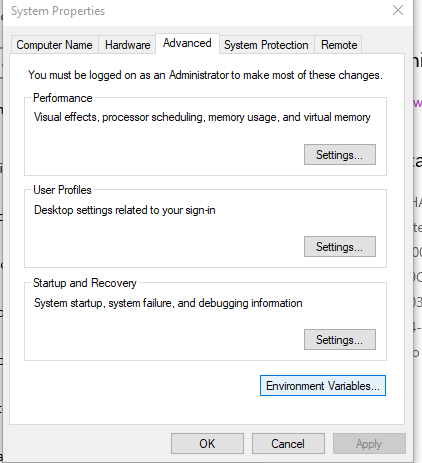 System Properties
Computer Name
Hardware
Advanced
System Protection
Remote
You must be logged on as an Administrator to make most of these changes.
Performance
Visual effects, processor scheduling, memory usage, and virtual memory
Settings...
User Profiles
Desktop settings related to your sign-in
Settings...
Startup and Recovery
System startup, system failure, and debugging information
Settings...
Environment Variables...
OK
Cancel
Apply